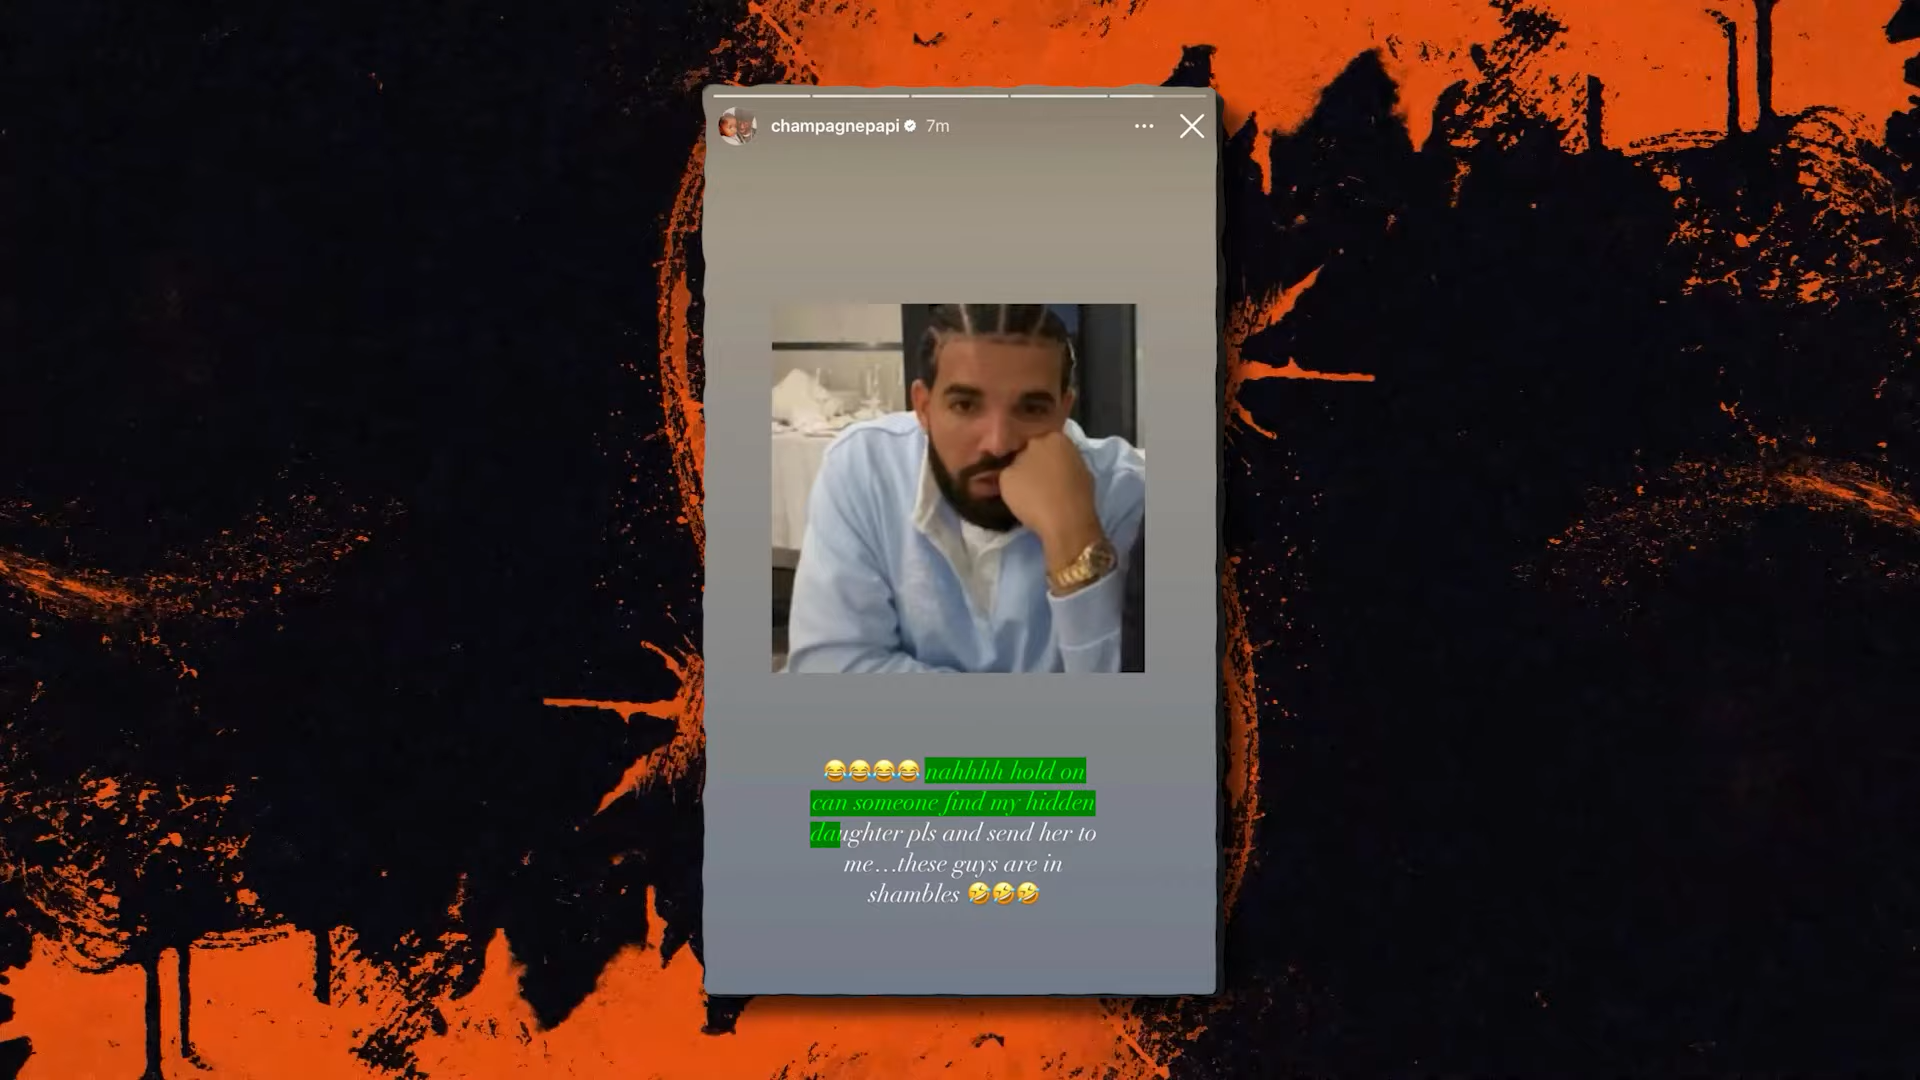 champagnepapi 7m
😂😂😂😂 nahhhh hold on
can someone find my hidden
daughter pls and send her to
me...these guys are in
shambles 🤣🤣🤣